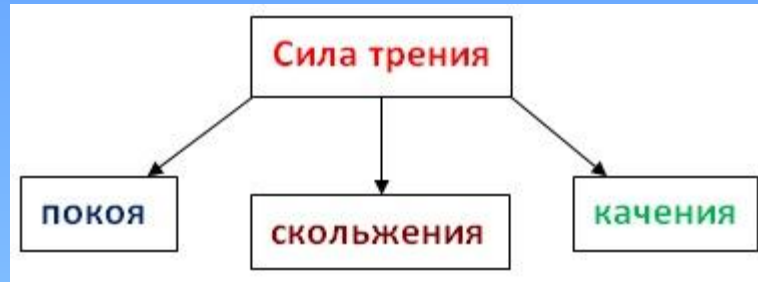 Сила трения
покоя
скольжения
качения